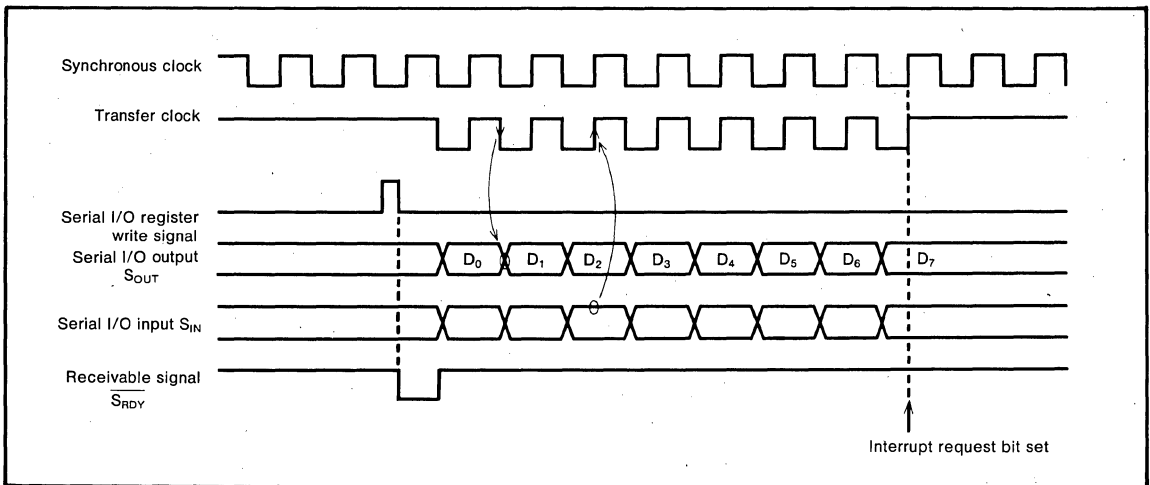 Synchronous clock
Transfer clock
Serial I/O register
write signal
Serial I/O output
SOUT
D0 D1 D2 D3 D4 D5 D6 D7
Serial I/O input SIN
Receivable signal
SRDY
Interrupt request bit set